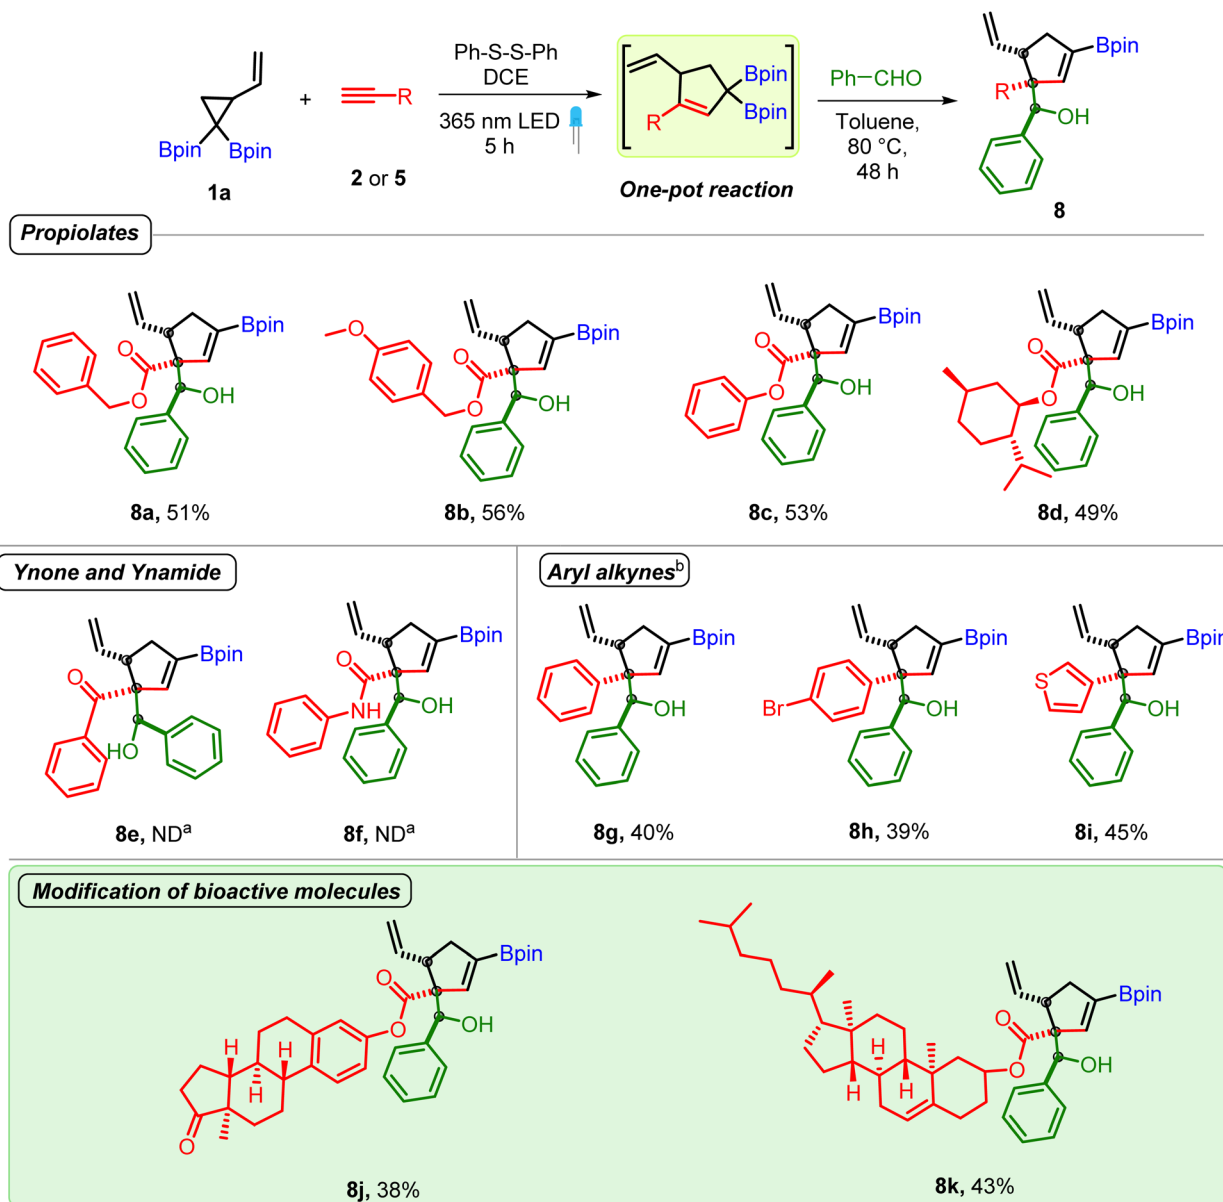 Ph-S-S-Ph
DCE
365 nm LED
5 h
Bpin Bpin
1a
+
R
2 or 5
R
Bpin
Bpin
One-pot reaction
Ph–CHO
Toluene,
80 °C,
48 h
Bpin
R
OH
8
Propiolates
Bpin
O
O
OH
8a, 51%
O
Bpin
O
O
OH
8b, 56%
Bpin
O
O
OH
8c, 53%
Bpin
O
O
OH
8d, 49%
Ynone and Ynamide
Aryl alkynesb
Bpin
O
HO
8e, NDa
Bpin
O
NH
OH
8f, NDa
Bpin
OH
8g, 40%
Bpin
Br
OH
8h, 39%
Bpin
S
OH
8i, 45%
Modification of bioactive molecules
Bpin
O
O
OH
H
H
H
O
8j, 38%
Bpin
O
O
OH
H
H
H
8k, 43%